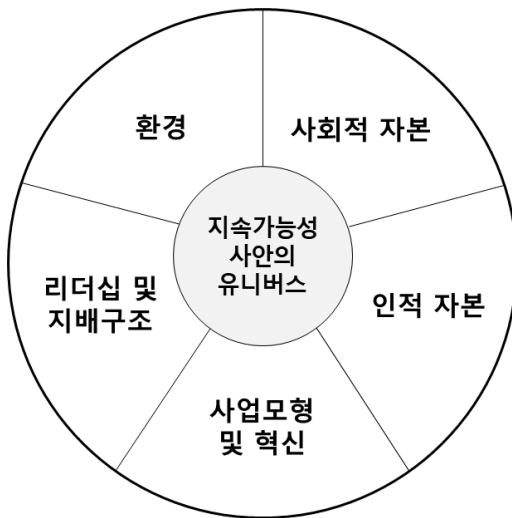 환경
사회적 자본
지속가능성
사안의
유니버스
리더십 및
지배구조
인적 자본
사업모형
및 혁신